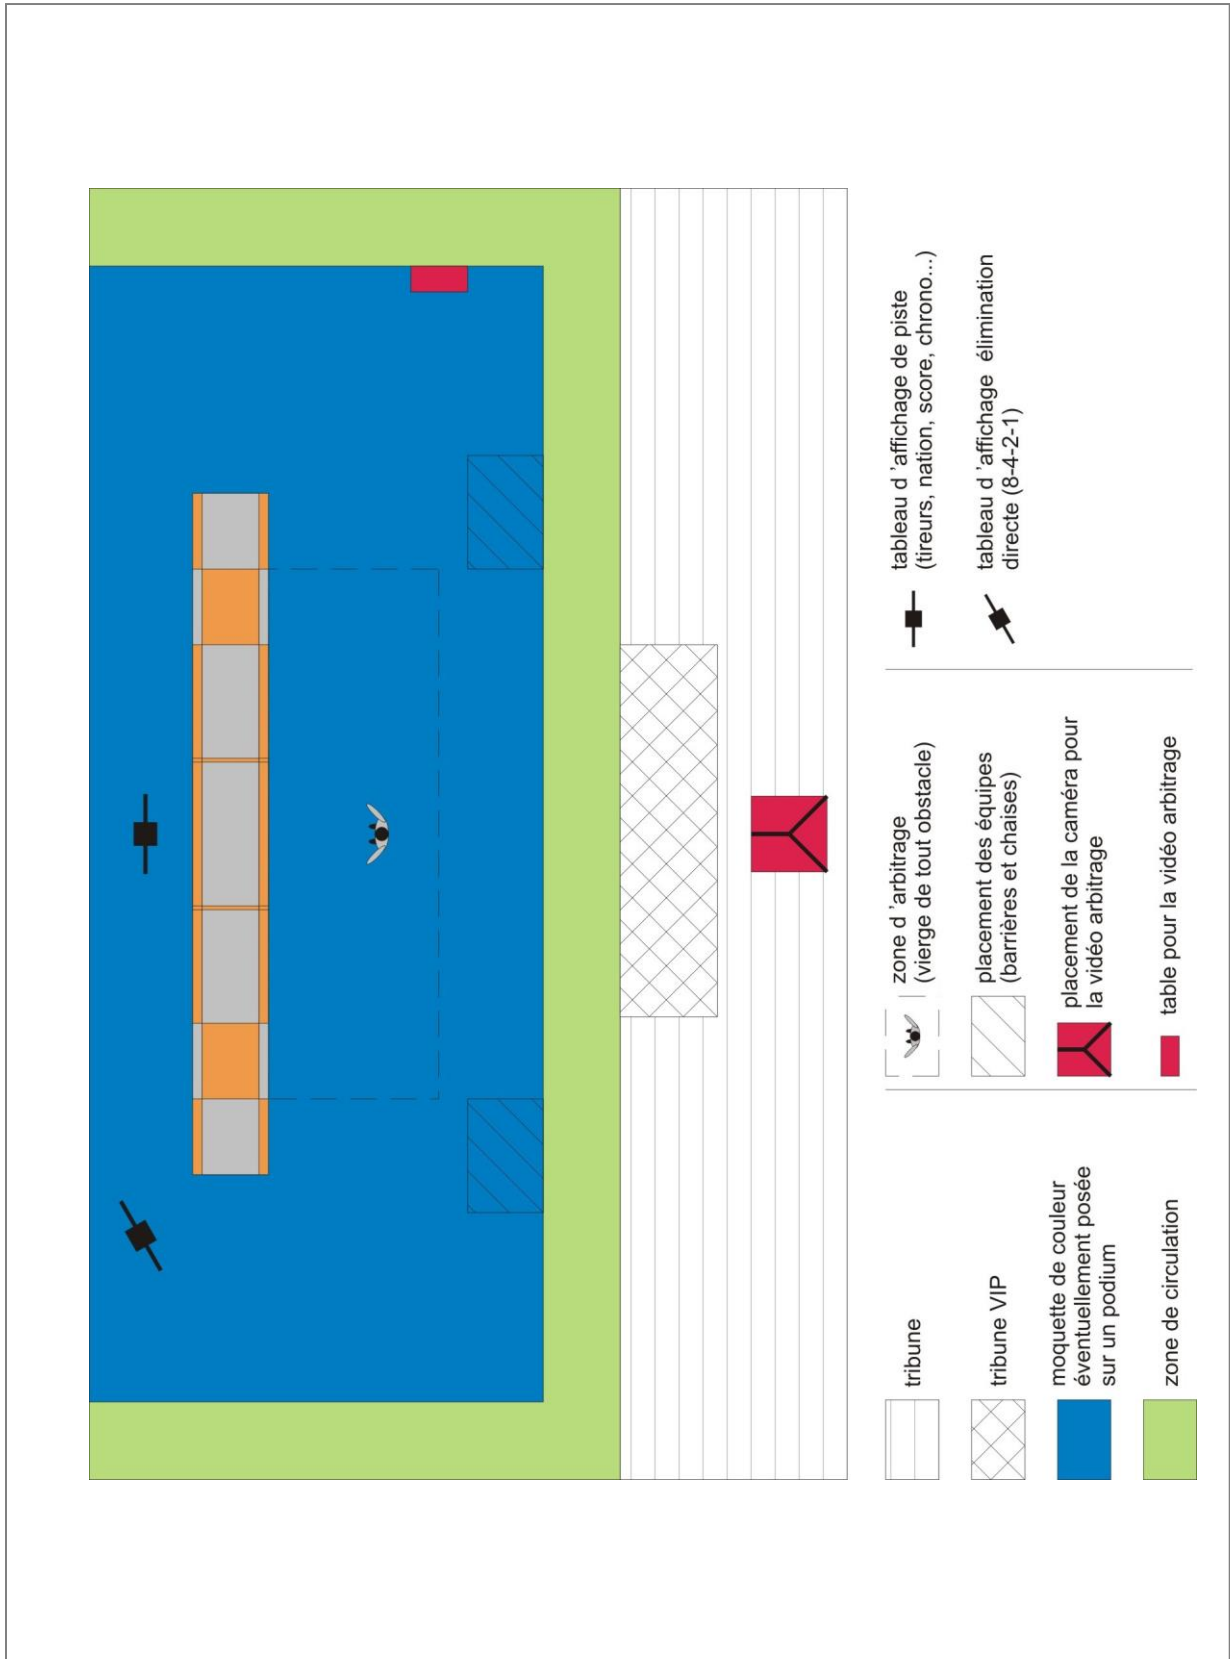 tribune
tribune VIP
moquette de couleur
éventuellement posée
sur un podium
zone de circulation
zone d 'arbitrage
(vierge de tout obstacle)
placement des équipes
(barrières et chaises)
placement de la caméra pour
la vidéo arbitrage
table pour la vidéo arbitrage
tableau d 'affichage de piste
(tireurs, nation, score, chrono...)
tableau d 'affichage élimination
directe (8-4-2-1)